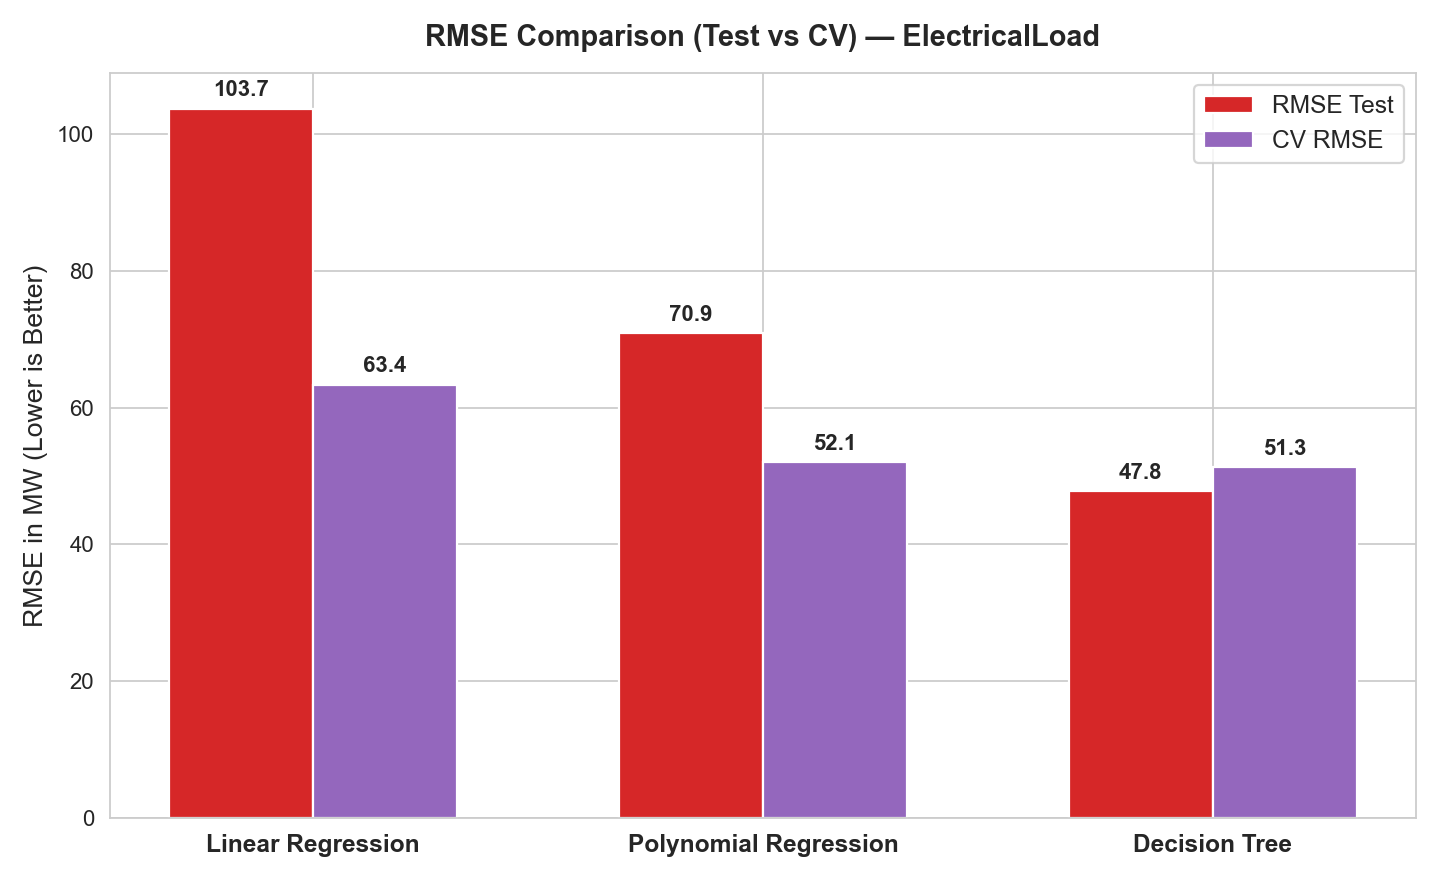 RMSE Comparison (Test vs CV) — ElectricalLoad
RMSE in MW (Lower is Better)
100
80
60
40
20
0
103.7
63.4
70.9
52.1
47.8
51.3
RMSE Test
CV RMSE
Linear Regression
Polynomial Regression
Decision Tree